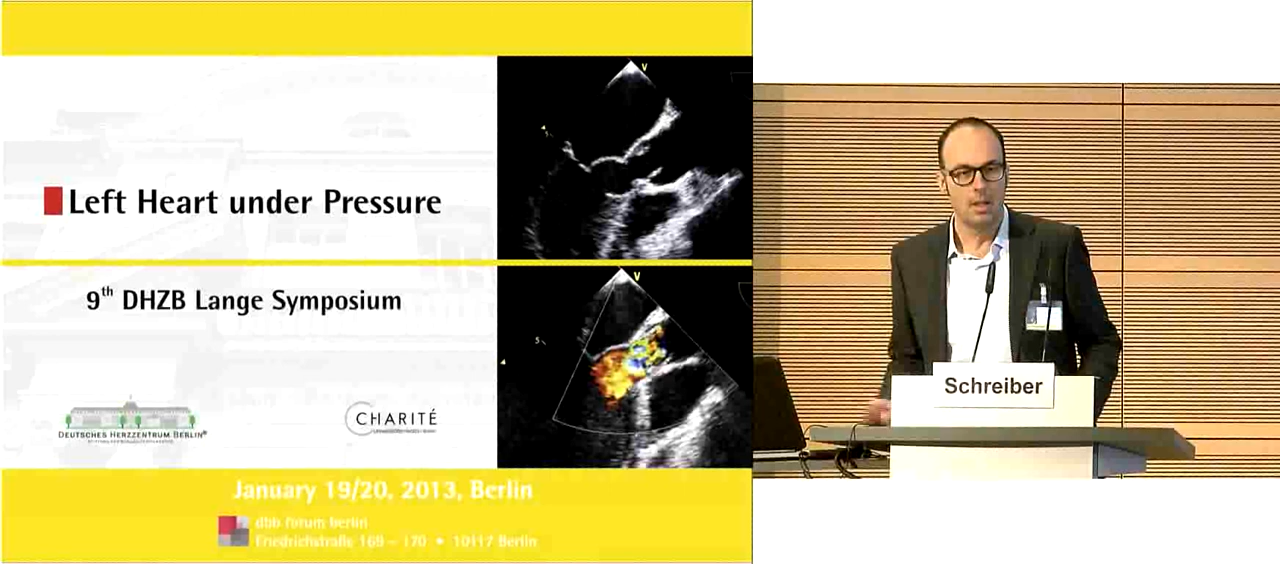 Left Heart under Pressure
9th DHZB Lange Symposium
DEUTSCHES HERZZENTRUM BERLIN®
CHARITÉ
January 19/20, 2013, Berlin
dbb forum berlin
Friedrichstraße 169 – 170 • 10117 Berlin
V
V
5
Schreiber